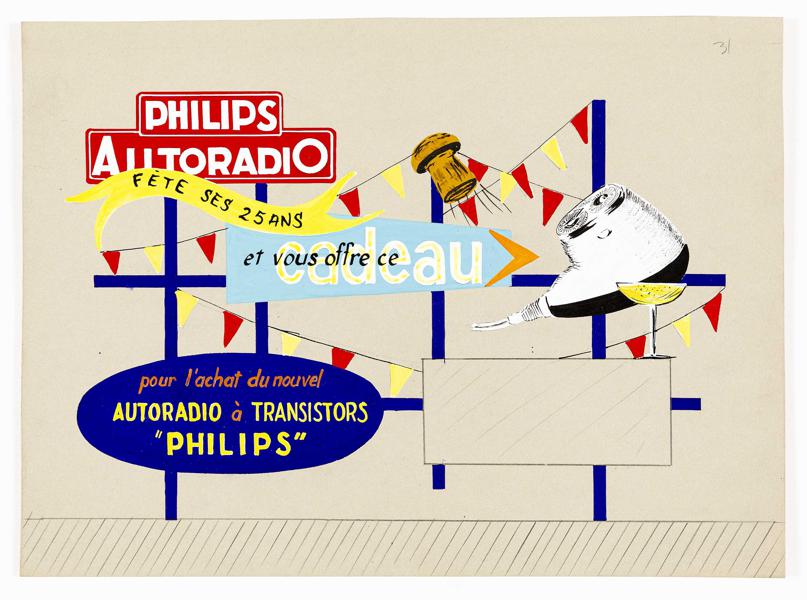 31
PHILIPS
AUTORADIO
FÊTE SES 25 ANS
et vous offre ce
cadeau
pour l'achat du nouvel
AUTORADIO à TRANSISTORS
"PHILIPS"